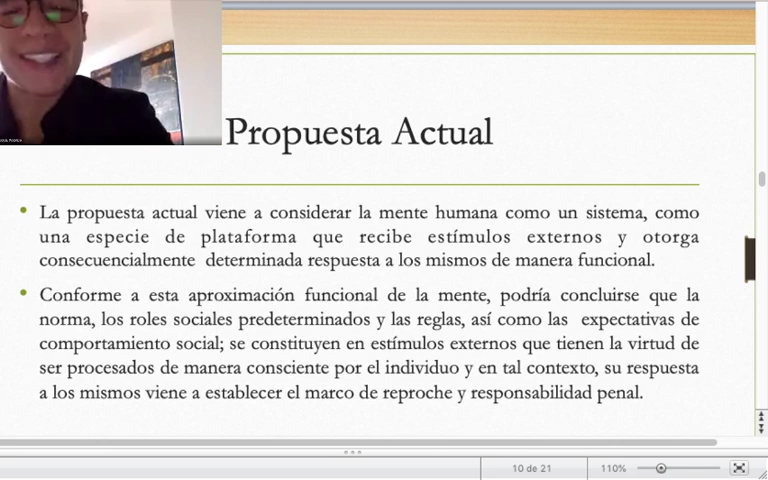 Propuesta Actual
• La propuesta actual viene a considerar la mente humana como un sistema, como
una especie de plataforma que recibe estímulos externos y otorga
consecuencialmente determinada respuesta a los mismos de manera funcional.
• Conforme a esta aproximación funcional de la mente, podría concluirse que la
norma, los roles sociales predeterminados y las reglas, así como las expectativas de
comportamiento social; se constituyen en estímulos externos que tienen la virtud de
ser procesados de manera consciente por el individuo y en tal contexto, su respuesta
a los mismos viene a establecer el marco de reproche y responsabilidad penal.
10 de 21
110%